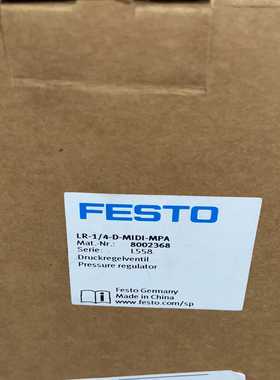 FESTO
LR-1/4-D-MIDI-MPA
Mat.-Nr.: 8002368
Serie: L558
Druckregelventil
Pressure regulator
Festo Germany
Made in China
www.festo.com/sp